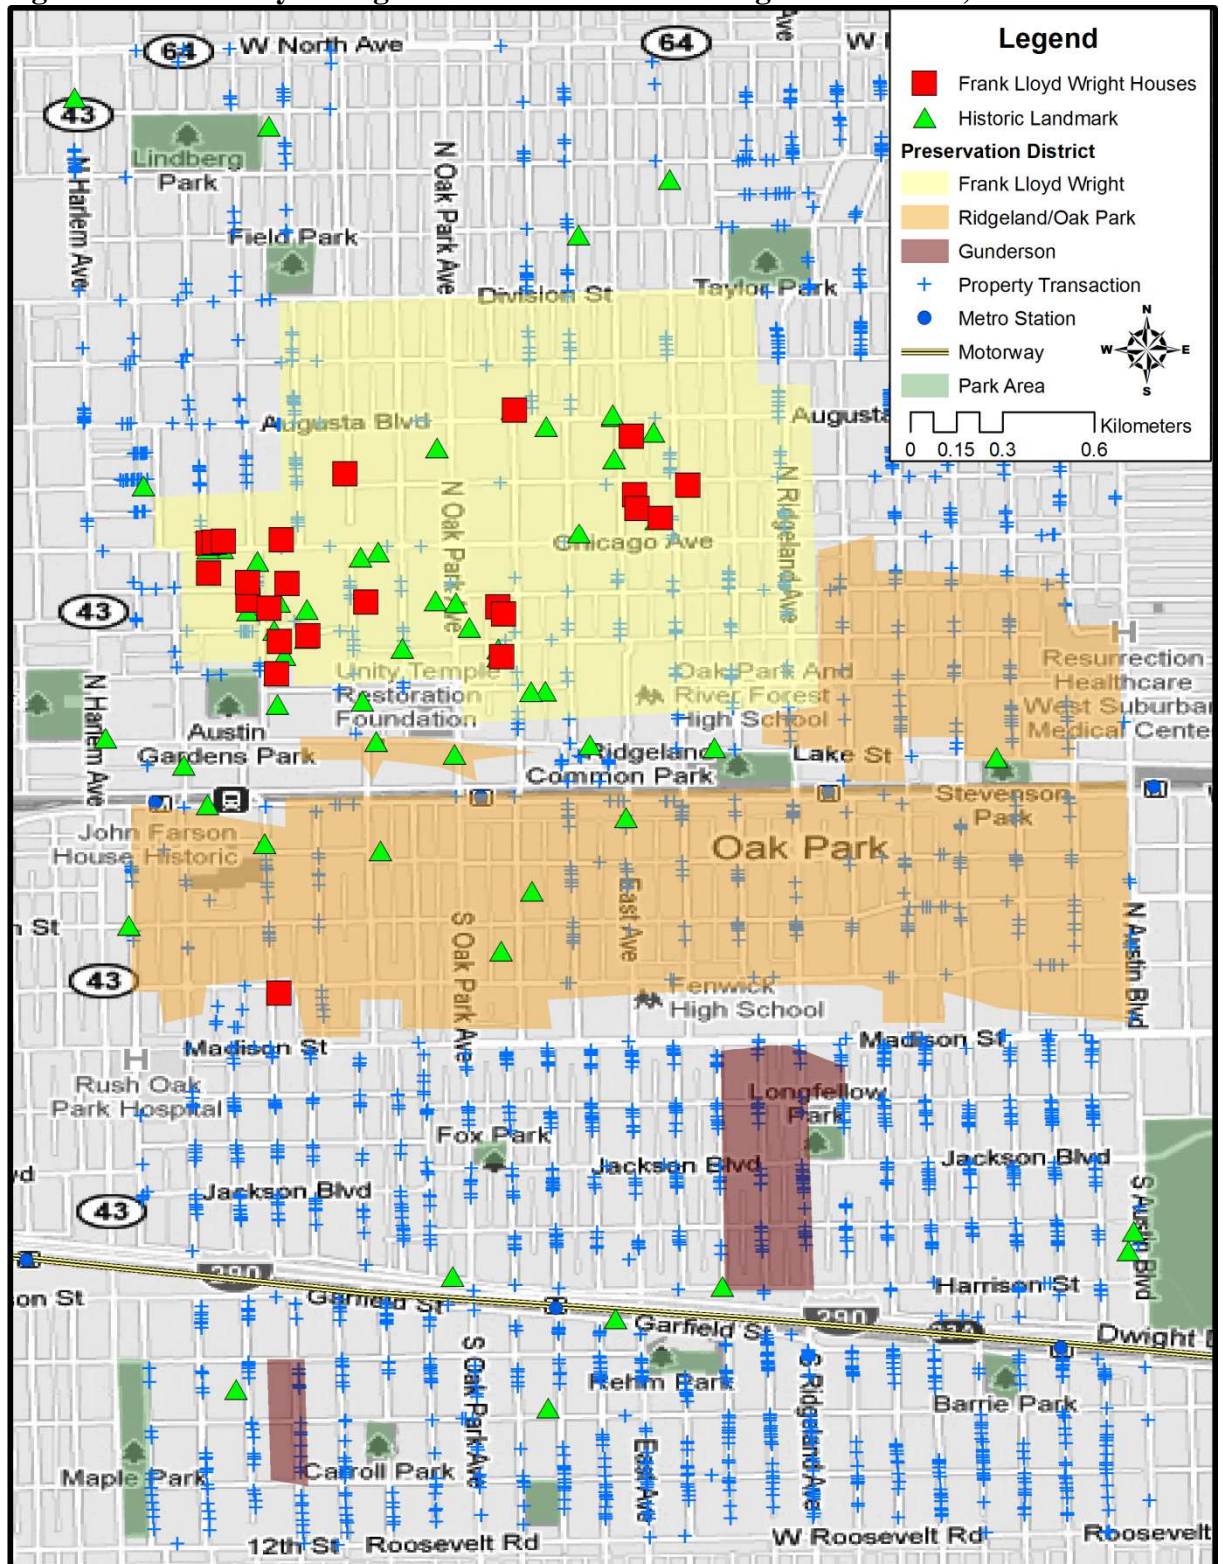 64
W North Ave
64
43
Lindberg
Park
N Harlem Ave
N Oak Park Ave
Field Park
Division St
Taylor Park
Legend
Frank Lloyd Wright Houses
Historic Landmark
Preservation District
Frank Lloyd Wright
Ridgeland/Oak Park
Gunderson
Property Transaction
Metro Station
Motorway
Park Area
N
W E
S
Kilometers
0 0.15 0.3 0.6
Augusta Blvd
Augusta
N Oak Park Ave
N Ridgeland Ave
Chicago Ave
43
H
Resurrection
Healthcare
West Suburba
Medical Cente
Unity Temple
Restoration
Foundation
Oak Park And
River Forest
High School
N Harlem Ave
Austin
Gardens Park
Ridgeland
Common Park
Lake St
Stevenson
Park
John Farson
House Historic
Oak Park
East Ave
S Oak Park Ave
n St
43
N Austin Blvd
Fenwick
High School
Madison St
Madison St
H
Rush Oak
Park Hospital
Longfellow
Park
Fox Park
Jackson Blvd
Jackson Blvd
Jackson Blvd
43
S Austin Blvd
290
Harrison St
son St
Garfield St
Garfield St
290
Dwight
Rehm Park
S Oak Park Ave
S Ridgeland Ave
Barrie Park
East Ave
Maple Park
Carroll Park
12th St
Roosevelt Rd
W Roosevelt Rd
Roosevelt